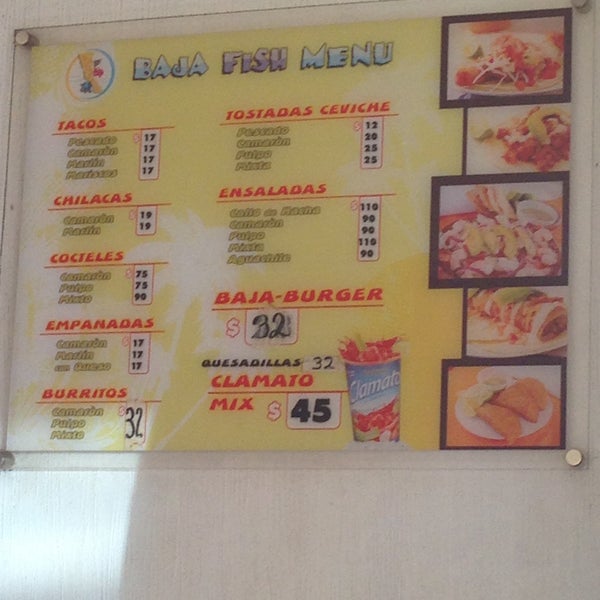 BAJA FISH MENU
TACOS
Pescado $ 17
Camarón 17
Marlin 17
Mariscos 17
CHILACAS
Camarón $ 19
Marlin 19
COCTELES
Camarón $ 75
Pulpo 75
Mixto 90
EMPANADAS
Camarón $ 17
Marlin 17
con Queso 17
BURRITOS
Camarón $ 32
Pulpo
Mixto
TOSTADAS CEVICHE
Pescado $ 12
Camarón 20
Pulpo 25
Mixta 25
ENSALADAS
Callo de Hacha $ 110
Camarón 90
Pulpo 90
Mixta 110
Aguachile 90
BAJA-BURGER
$ 32
QUESADILLAS 32
CLAMATO
MIX $ 45
Clamato